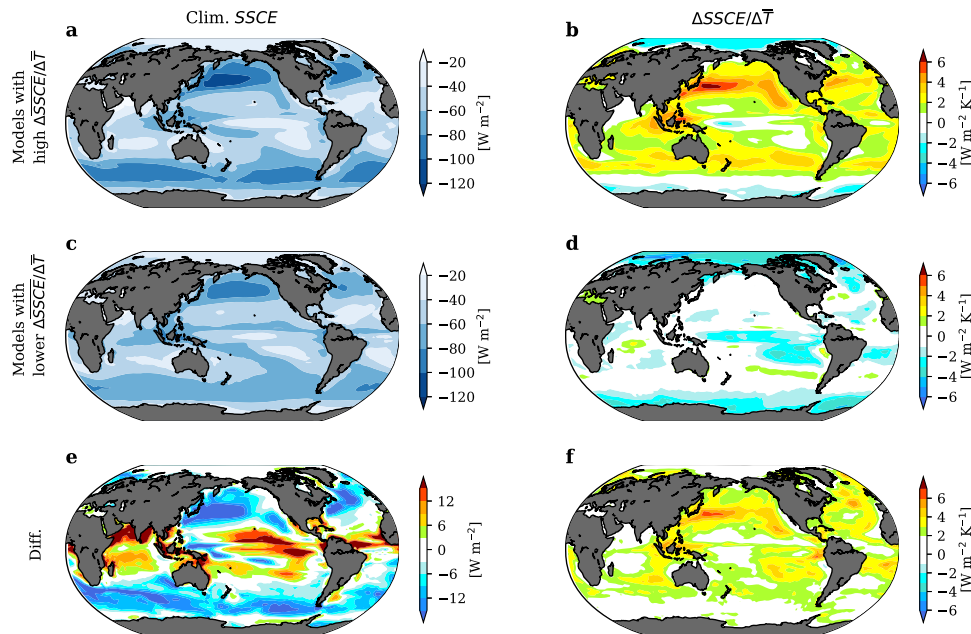 Clim. SSCE
ΔSSCE/ΔT̅
a
b
Models with
high ΔSSCE/ΔT̅
−20
−40
−60
−80
−100
−120
[W m⁻²]
6
4
2
0
−2
−4
−6
[W m⁻² K⁻¹]
c
d
Models with
lower ΔSSCE/ΔT̅
−20
−40
−60
−80
−100
−120
[W m⁻²]
6
4
2
0
−2
−4
−6
[W m⁻² K⁻¹]
e
f
Diff.
12
6
0
−6
−12
[W m⁻²]
6
4
2
0
−2
−4
−6
[W m⁻² K⁻¹]